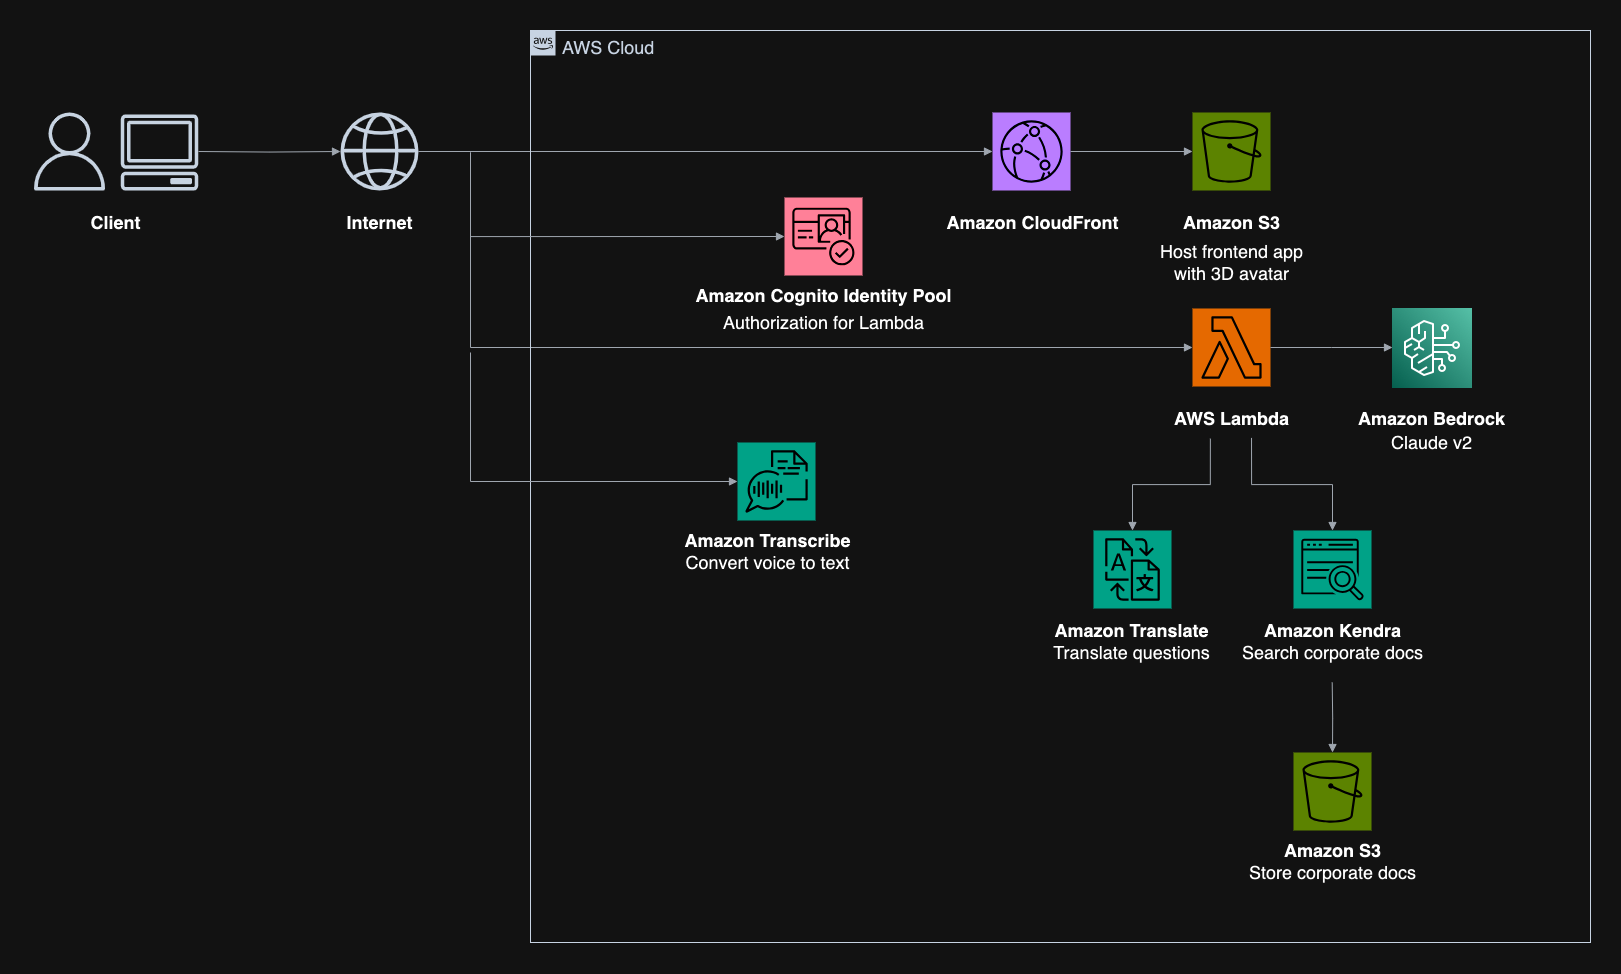 aws
AWS Cloud
Client
Internet
Amazon CloudFront
Amazon S3
Host frontend app
with 3D avatar
Amazon Cognito Identity Pool
Authorization for Lambda
AWS Lambda
Amazon Bedrock
Claude v2
Amazon Transcribe
Convert voice to text
A
文
Amazon Translate
Translate questions
Amazon Kendra
Search corporate docs
Amazon S3
Store corporate docs